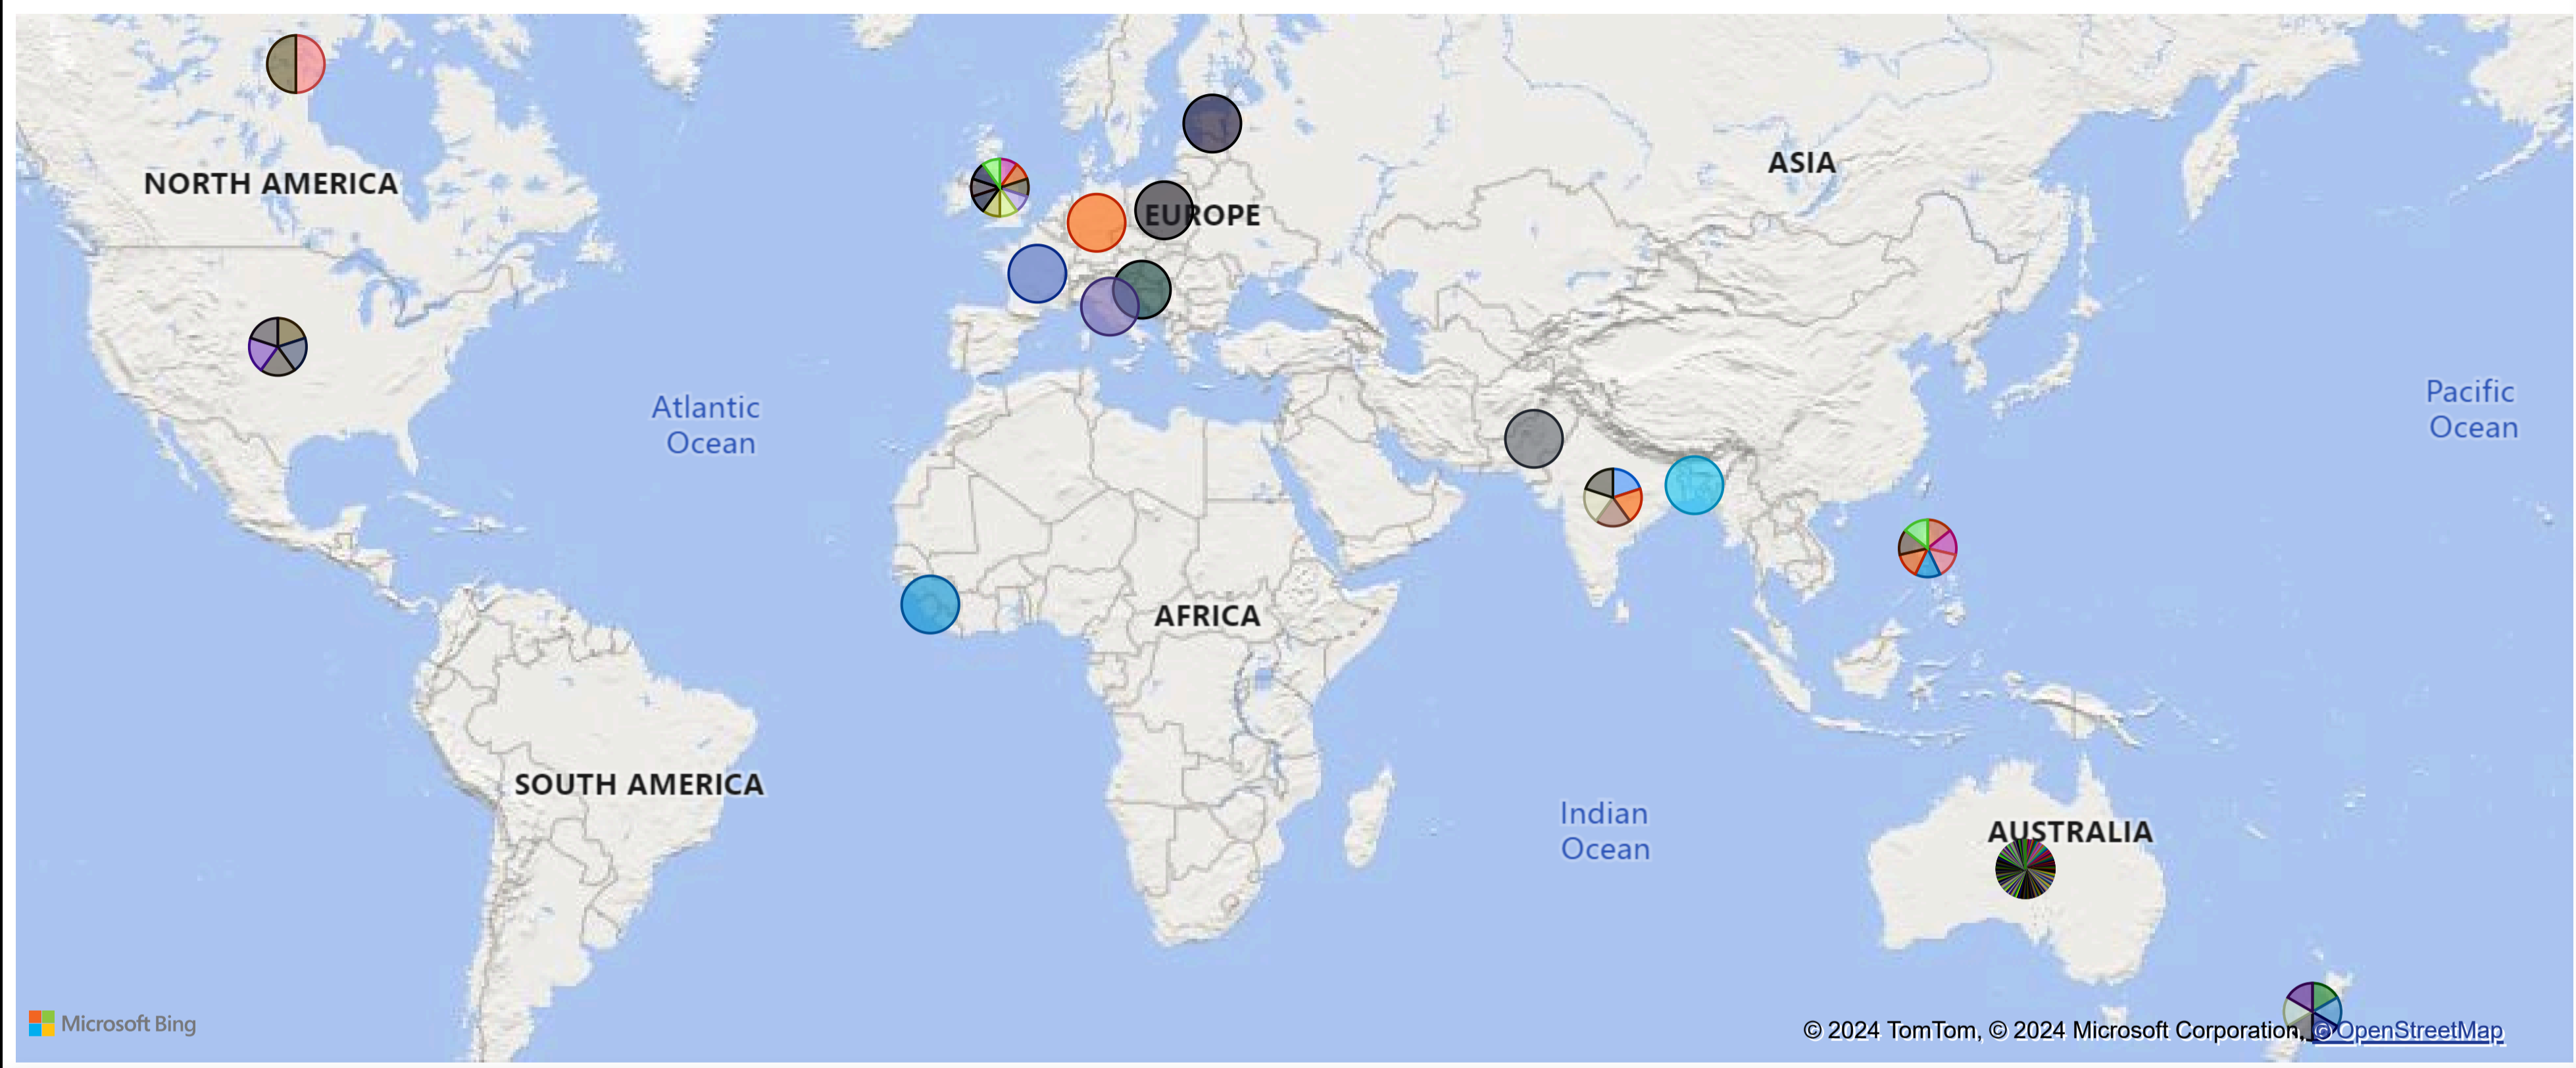 NORTH AMERICA
ASIA
EUROPE
Atlantic
Ocean
Pacific
Ocean
AFRICA
SOUTH AMERICA
Indian
Ocean
AUSTRALIA
Microsoft Bing
© 2024 TomTom, © 2024 Microsoft Corporation, © OpenStreetMap